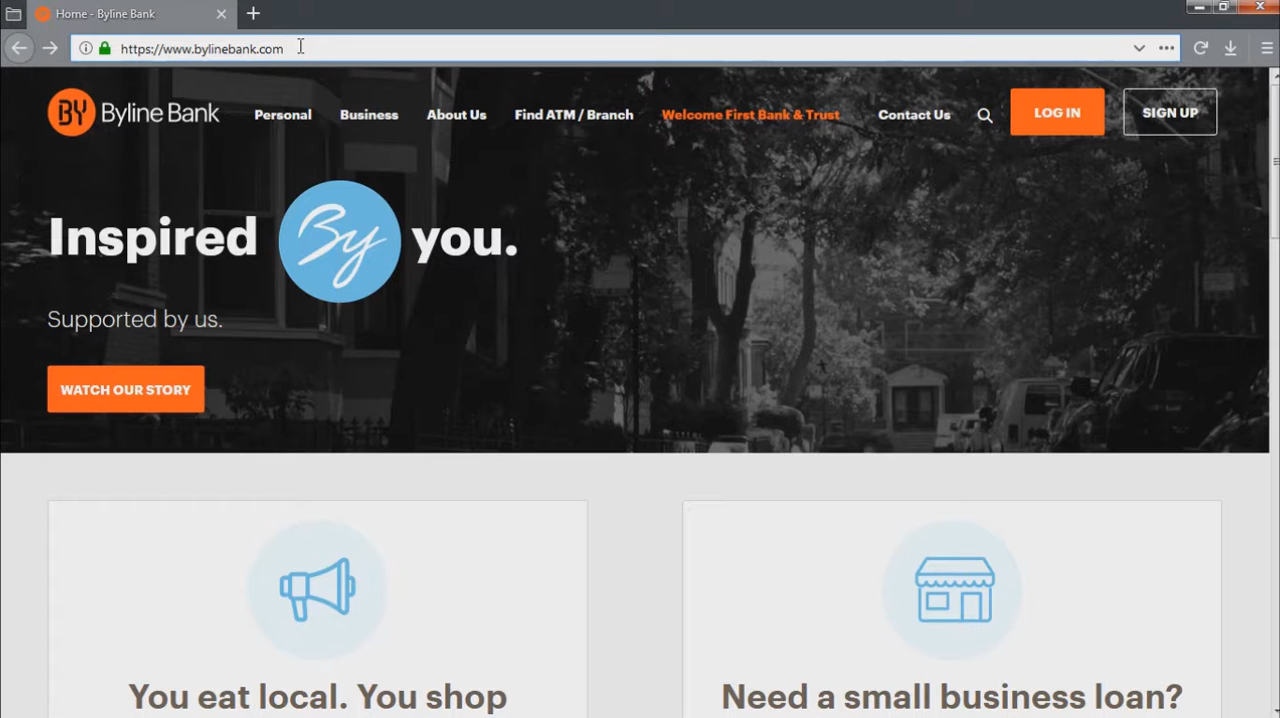 Home - Byline Bank
https://www.bylinebank.com
BY Byline Bank Personal Business About Us Find ATM / Branch Welcome First Bank & Trust Contact Us LOG IN SIGN UP
Inspired By you.
Supported by us.
WATCH OUR STORY
You eat local. You shop
Need a small business loan?